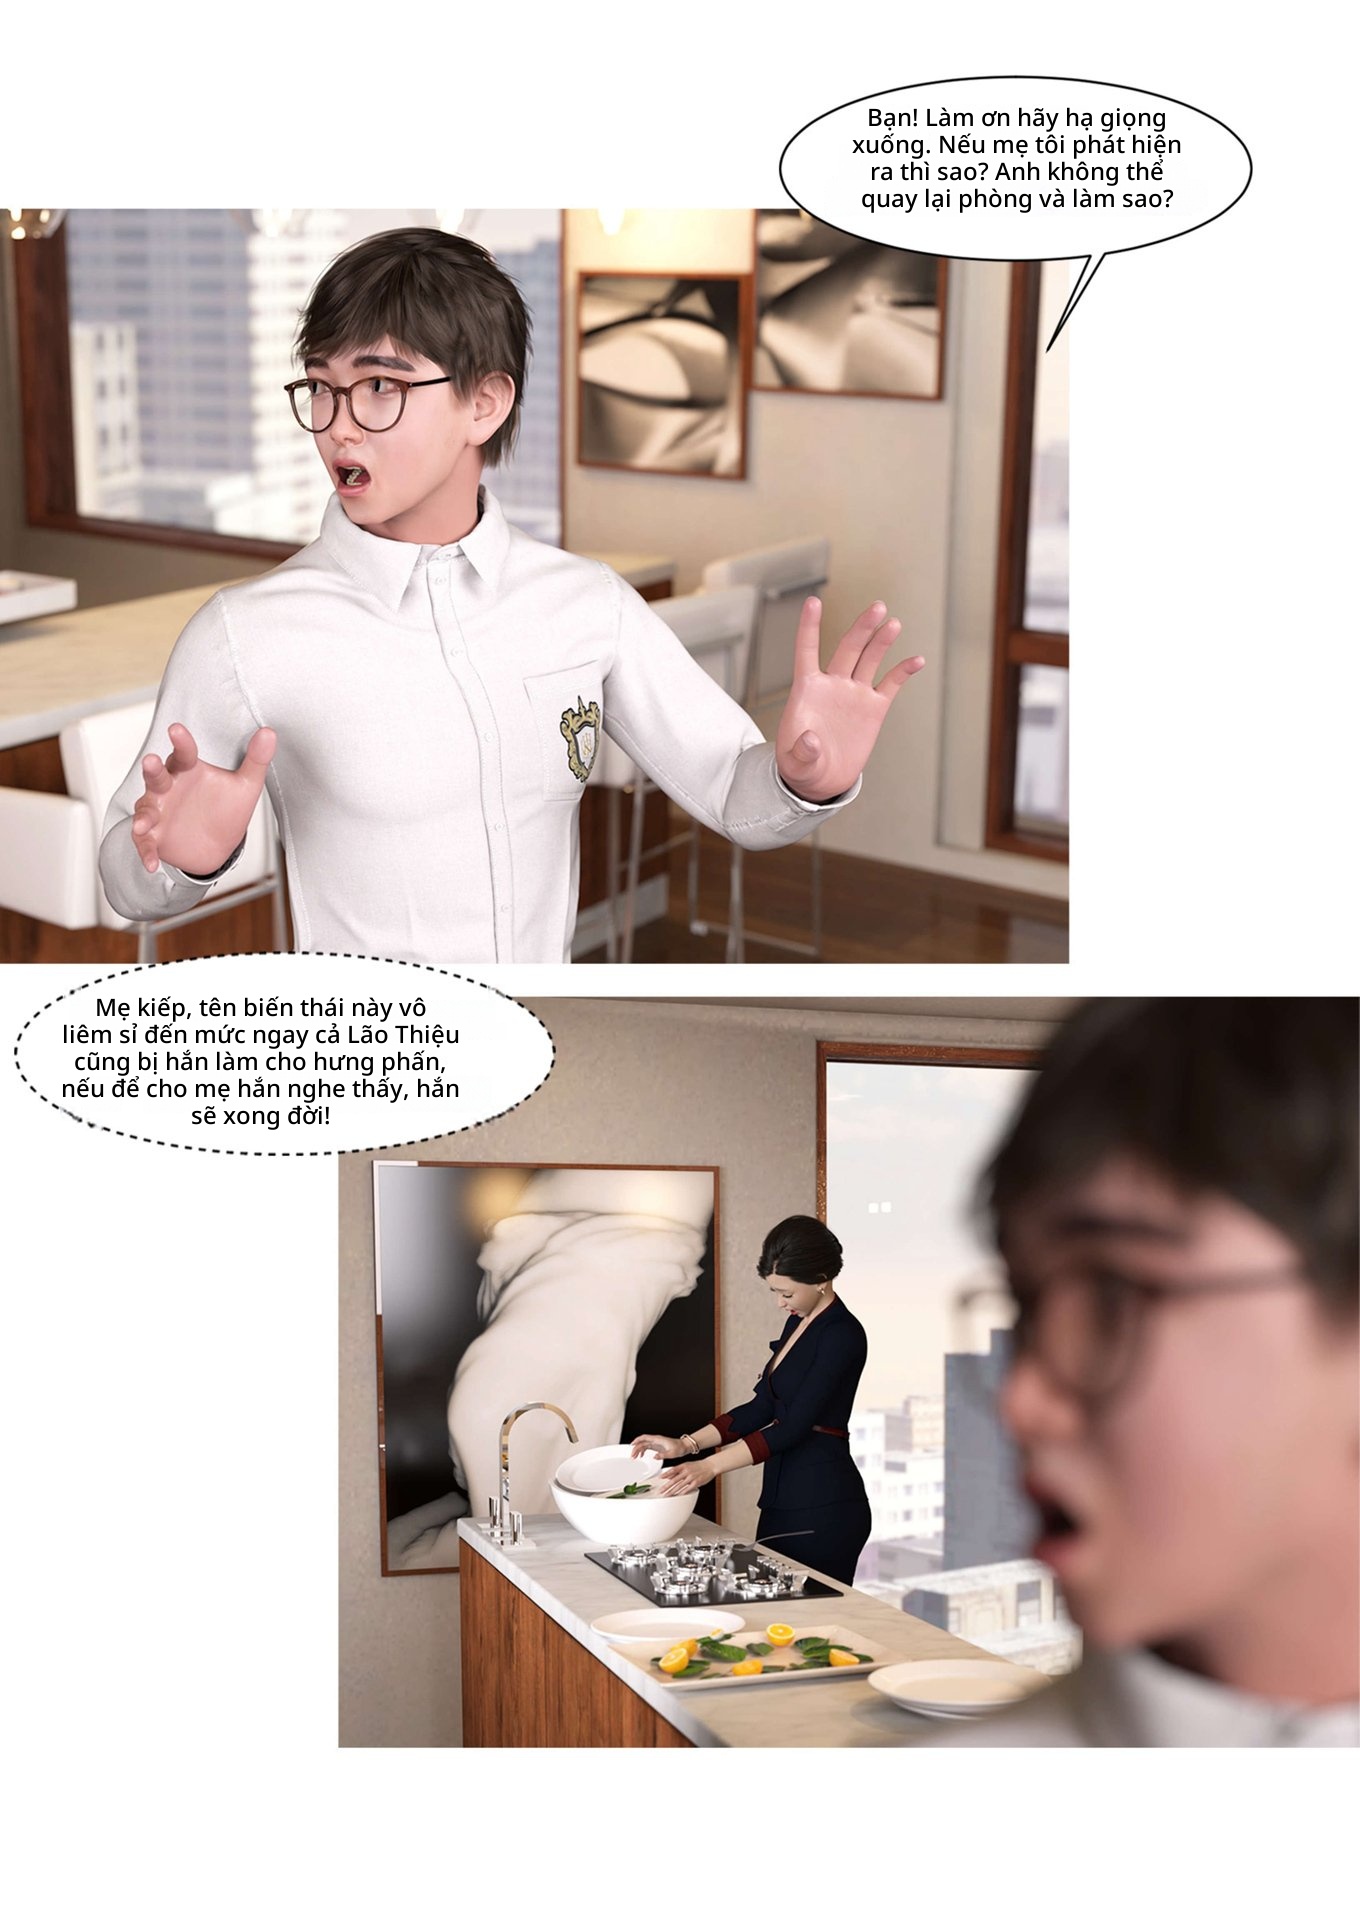 Bạn! Làm ơn hãy hạ giọng
xuống. Nếu mẹ tôi phát hiện
ra thì sao? Anh không thể
quay lại phòng và làm sao?
Mẹ kiếp, tên biến thái này vô
liêm sỉ đến mức ngay cả Lão Thiệu
cũng bị hắn làm cho hưng phấn,
nếu để cho mẹ hắn nghe thấy, hắn
sẽ xong đời!